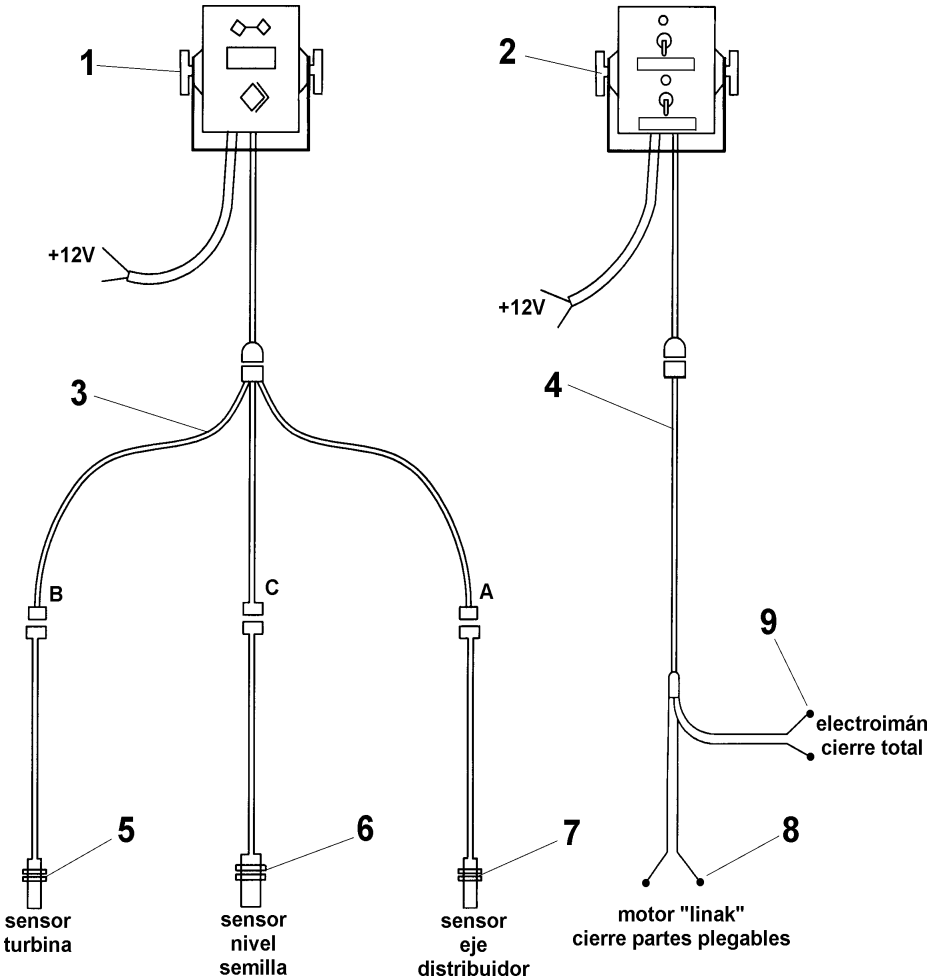 1
2
+12V
+12V
3
4
B
C
A
9
electroimán
cierre total
5
6
7
8
sensor
turbina
sensor
nivel
semilla
sensor
eje
distribuidor
motor "linak"
cierre partes plegables